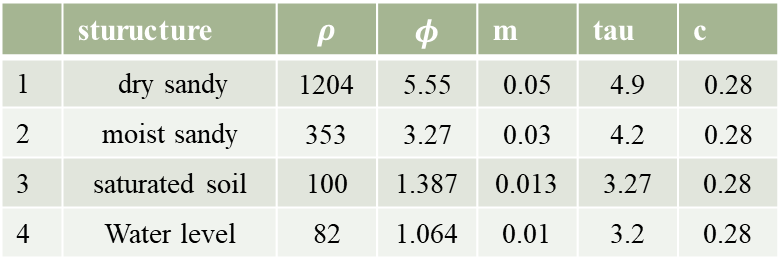 sturucture ρ ϕ m tau c
1 dry sandy 1204 5.55 0.05 4.9 0.28
2 moist sandy 353 3.27 0.03 4.2 0.28
3 saturated soil 100 1.387 0.013 3.27 0.28
4 Water level 82 1.064 0.01 3.2 0.28